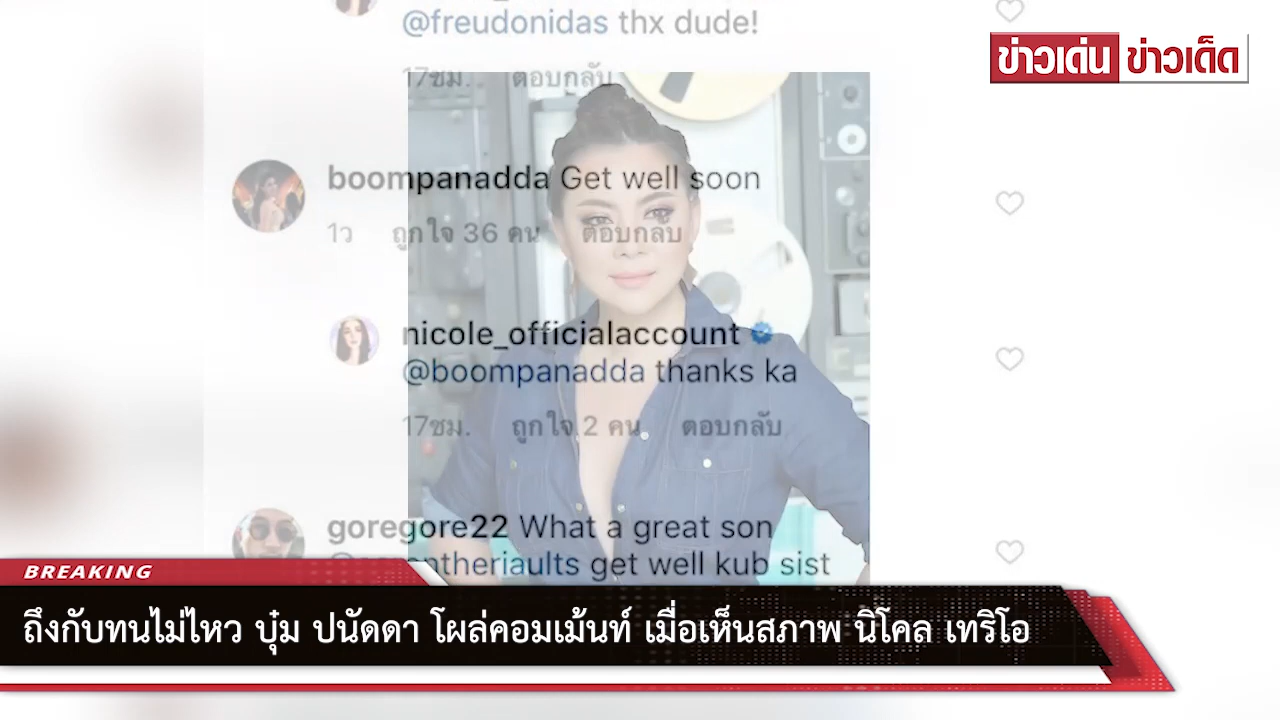 @freudonidas thx dude!
17ชม. ตอบกลับ
ข่าวเด่น ข่าวเด็ด
boompanadda Get well soon
1ว ถูกใจ 36 คน ตอบกลับ
nicole_officialaccount
@boompanadda thanks ka
17ชม. ถูกใจ 2 คน ตอบกลับ
goregore22 What a great son
get well kub sist
BREAKING
ถึงกับทนไม่ไหว บุ๋ม ปนัดดา โผล่คอมเม้นท์ เมื่อเห็นสภาพ นิโคล เทริโอ